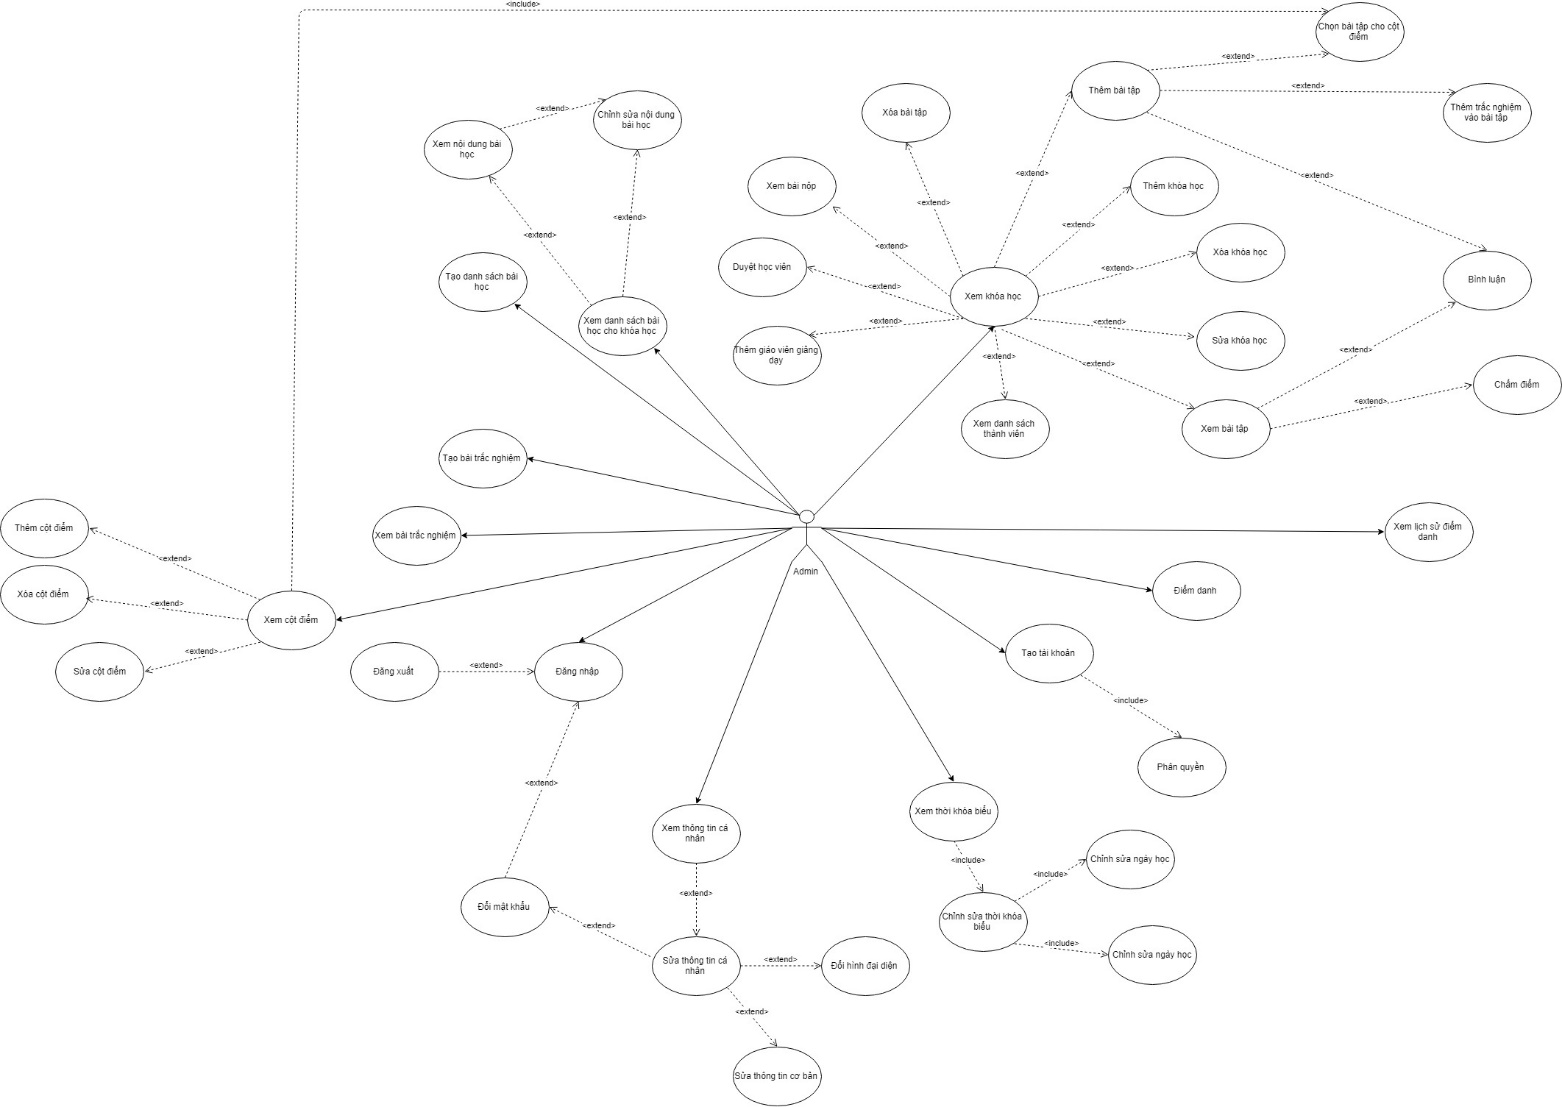 <include>
Chọn bài tập cho cột
điểm
<extend>
Thêm bài tập
<extend>
Thêm trắc nghiệm
vào bài tập
Chỉnh sửa nội dung
bài học
<extend>
Xem nội dung bài
học
Xóa bài tập
<extend>
<extend>
Xem bài nộp
Thêm khóa học
<extend>
<extend>
<extend>
<extend>
<extend>
<extend>
Tạo danh sách bài
học
Duyệt học viên
Xóa khóa học
<extend>
Bình luận
<extend>
Xem khóa học
Xem danh sách bài
học cho khóa học
<extend>
<extend>
Sửa khóa học
Thêm giáo viên giảng
dạy
<extend>
<extend>
<extend>
Chấm điểm
<extend>
Xem danh sách
thành viên
Xem bài tập
Tạo bài trắc nghiệm
Thêm cột điểm
Xem bài trắc nghiệm
Xem lịch sử điểm
danh
<extend>
Admin
Xóa cột điểm
<extend>
Điểm danh
Xem cột điểm
<extend>
Sửa cột điểm
Đăng xuất
<extend>
Đăng nhập
Tạo tài khoản
<include>
Phân quyền
<extend>
Xem thông tin cá
nhân
Xem thời khóa biểu
<include>
Chỉnh sửa ngày học
<include>
<extend>
Đổi mật khẩu
<extend>
Chỉnh sửa thời khóa
biểu
<include>
Chỉnh sửa ngày học
Sửa thông tin cá
nhân
<extend>
Đổi hình đại diện
<extend>
Sửa thông tin cơ bản